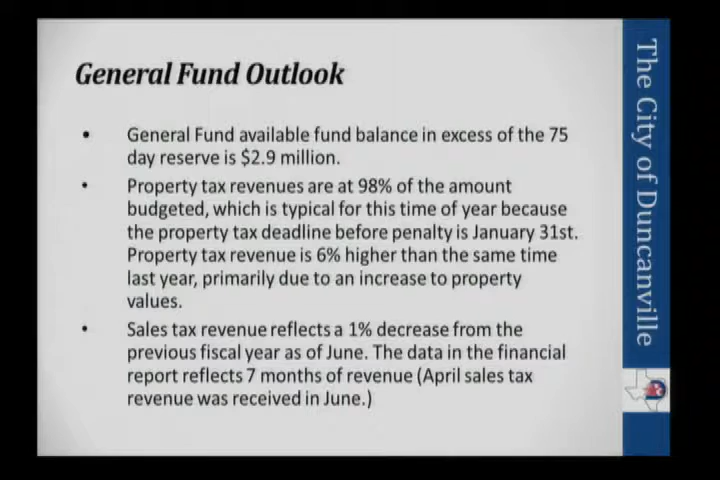 General Fund Outlook
• General Fund available fund balance in excess of the 75
day reserve is $2.9 million.
• Property tax revenues are at 98% of the amount
budgeted, which is typical for this time of year because
the property tax deadline before penalty is January 31st.
Property tax revenue is 6% higher than the same time
last year, primarily due to an increase to property
values.
• Sales tax revenue reflects a 1% decrease from the
previous fiscal year as of June. The data in the financial
report reflects 7 months of revenue (April sales tax
revenue was received in June.)
The City of Duncanville